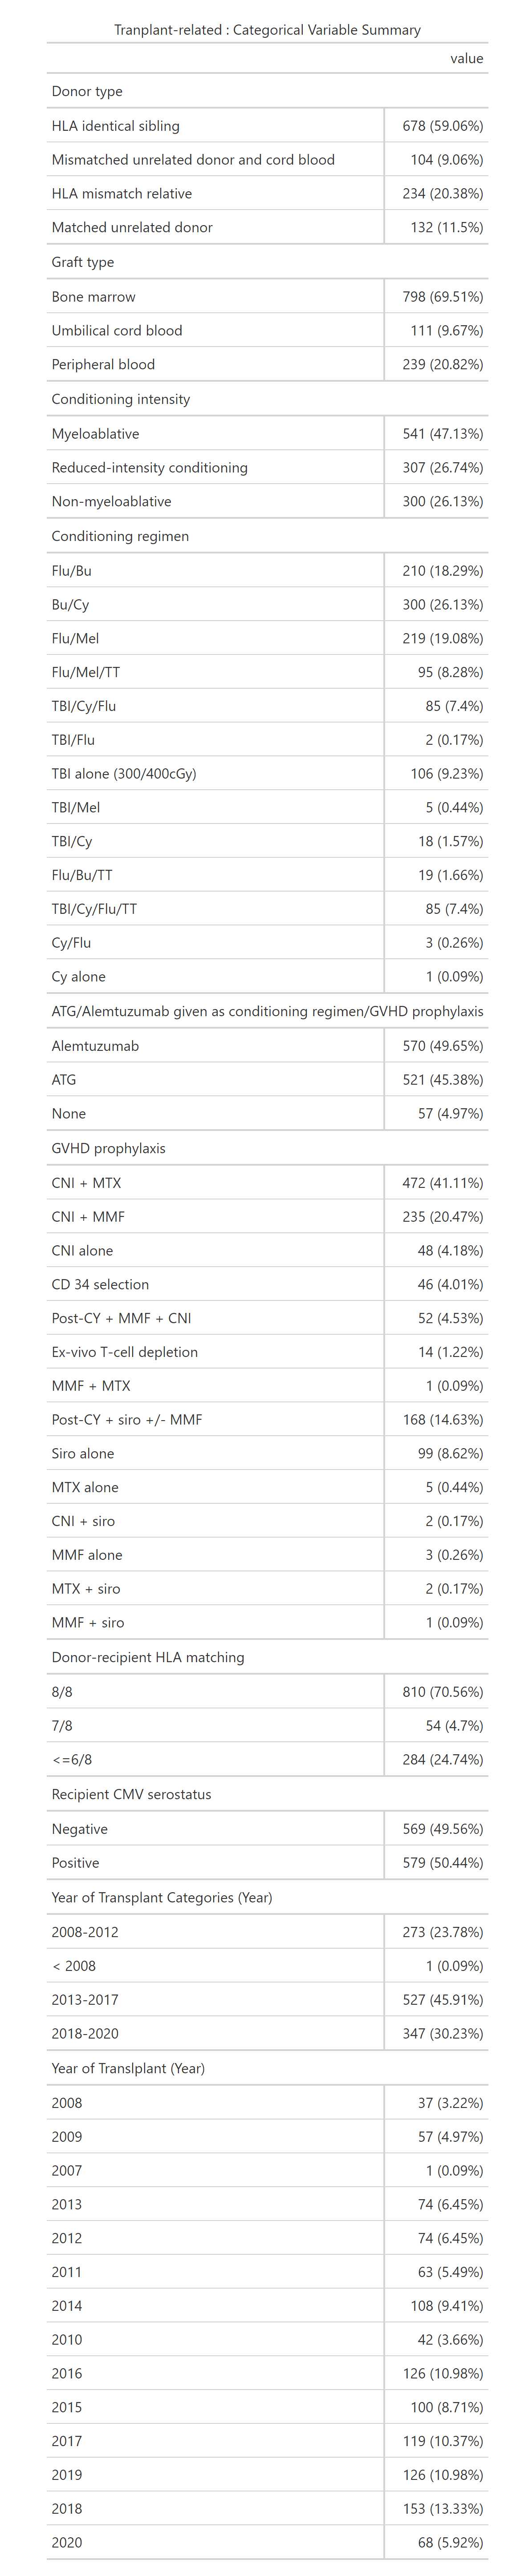 Tranplant-related : Categorical Variable Summary
value
Donor type
HLA identical sibling 678 (59.06%)
Mismatched unrelated donor and cord blood 104 (9.06%)
HLA mismatch relative 234 (20.38%)
Matched unrelated donor 132 (11.5%)
Graft type
Bone marrow 798 (69.51%)
Umbilical cord blood 111 (9.67%)
Peripheral blood 239 (20.82%)
Conditioning intensity
Myeloablative 541 (47.13%)
Reduced-intensity conditioning 307 (26.74%)
Non-myeloablative 300 (26.13%)
Conditioning regimen
Flu/Bu 210 (18.29%)
Bu/Cy 300 (26.13%)
Flu/Mel 219 (19.08%)
Flu/Mel/TT 95 (8.28%)
TBI/Cy/Flu 85 (7.4%)
TBI/Flu 2 (0.17%)
TBI alone (300/400cGy) 106 (9.23%)
TBI/Mel 5 (0.44%)
TBI/Cy 18 (1.57%)
Flu/Bu/TT 19 (1.66%)
TBI/Cy/Flu/TT 85 (7.4%)
Cy/Flu 3 (0.26%)
Cy alone 1 (0.09%)
ATG/Alemtuzumab given as conditioning regimen/GVHD prophylaxis
Alemtuzumab 570 (49.65%)
ATG 521 (45.38%)
None 57 (4.97%)
GVHD prophylaxis
CNI + MTX 472 (41.11%)
CNI + MMF 235 (20.47%)
CNI alone 48 (4.18%)
CD 34 selection 46 (4.01%)
Post-CY + MMF + CNI 52 (4.53%)
Ex-vivo T-cell depletion 14 (1.22%)
MMF + MTX 1 (0.09%)
Post-CY + siro +/- MMF 168 (14.63%)
Siro alone 99 (8.62%)
MTX alone 5 (0.44%)
CNI + siro 2 (0.17%)
MMF alone 3 (0.26%)
MTX + siro 2 (0.17%)
MMF + siro 1 (0.09%)
Donor-recipient HLA matching
8/8 810 (70.56%)
7/8 54 (4.7%)
<=6/8 284 (24.74%)
Recipient CMV serostatus
Negative 569 (49.56%)
Positive 579 (50.44%)
Year of Transplant Categories (Year)
2008-2012 273 (23.78%)
< 2008 1 (0.09%)
2013-2017 527 (45.91%)
2018-2020 347 (30.23%)
Year of Translplant (Year)
2008 37 (3.22%)
2009 57 (4.97%)
2007 1 (0.09%)
2013 74 (6.45%)
2012 74 (6.45%)
2011 63 (5.49%)
2014 108 (9.41%)
2010 42 (3.66%)
2016 126 (10.98%)
2015 100 (8.71%)
2017 119 (10.37%)
2019 126 (10.98%)
2018 153 (13.33%)
2020 68 (5.92%)